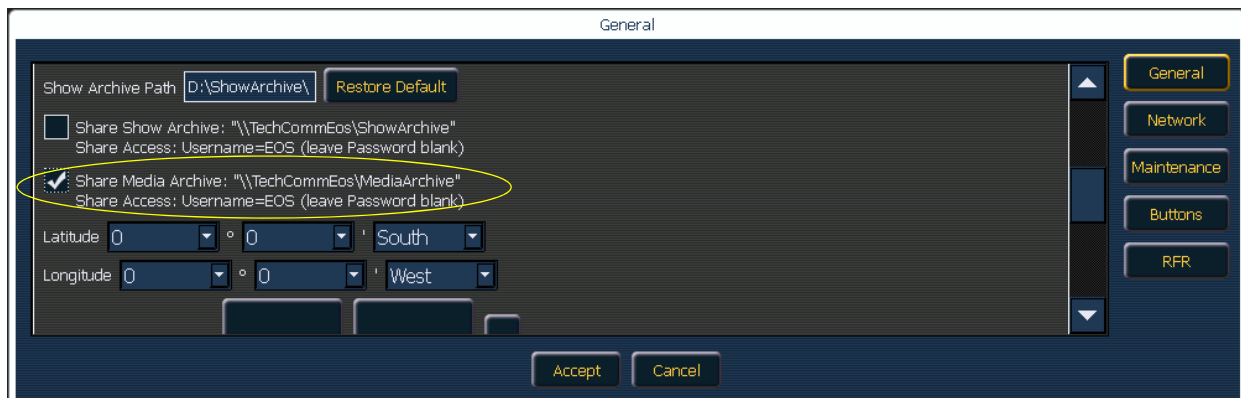 General
Show Archive Path D:\ShowArchive\ Restore Default
Share Show Archive: "\\TechCommEos\ShowArchive"
Share Access: Username=EOS (leave Password blank)
Share Media Archive: "\\TechCommEos\MediaArchive"
Share Access: Username=EOS (leave Password blank)
Latitude 0 ° 0 ' South
Longitude 0 ° 0 ' West
General
Network
Maintenance
Buttons
RFR
Accept Cancel